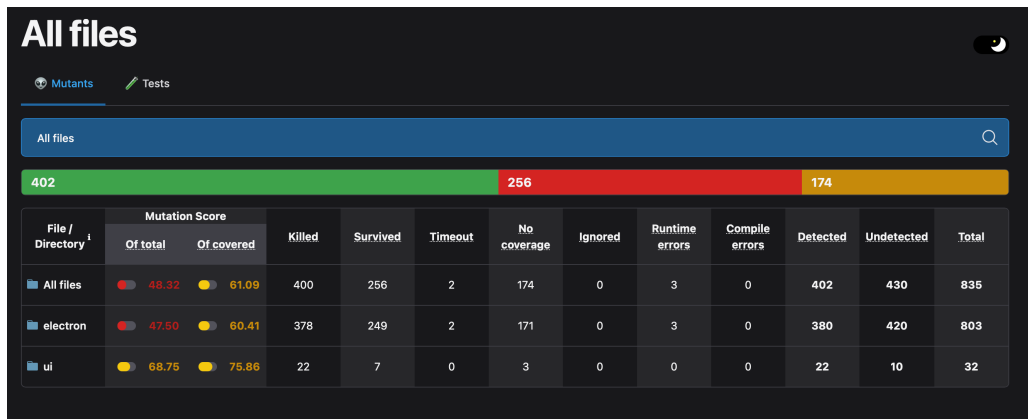 All files
Mutants Tests
All files
402 256 174
File / Directory i Mutation Score Of total Of covered Killed Survived Timeout No coverage Ignored Runtime errors Compile errors Detected Undetected Total
All files 48.32 61.09 400 256 2 174 0 3 0 402 430 835
electron 47.50 60.41 378 249 2 171 0 3 0 380 420 803
ui 68.75 75.86 22 7 0 3 0 0 0 22 10 32